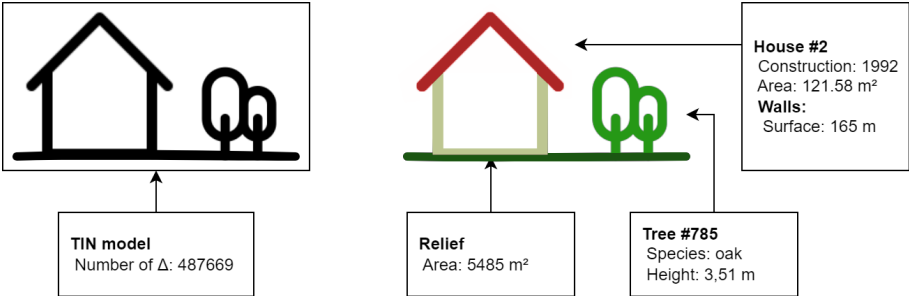 House #2
Construction: 1992
Area: 121.58 m²
Walls:
Surface: 165 m
TIN model
Number of Δ: 487669
Relief
Area: 5485 m²
Tree #785
Species: oak
Height: 3,51 m